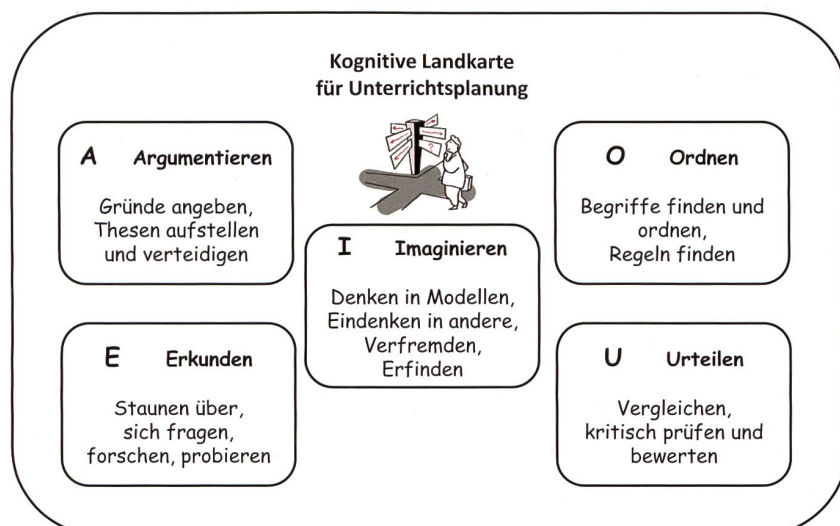 Kognitive Landkarte
für Unterrichtsplanung
A Argumentieren
Gründe angeben,
Thesen aufstellen
und verteidigen
O Ordnen
Begriffe finden und
ordnen,
Regeln finden
I Imaginieren
Denken in Modellen,
Eindenken in andere,
Verfremden,
Erfinden
E Erkunden
Staunen über,
sich fragen,
forschen, probieren
U Urteilen
Vergleichen,
kritisch prüfen und
bewerten
?